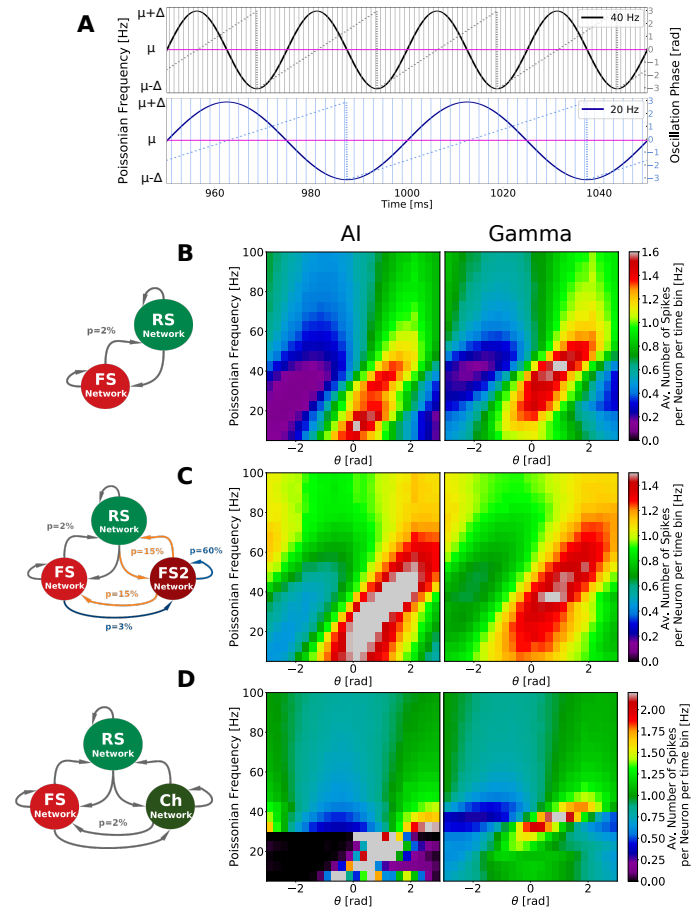 A
Poissonian Frequency [Hz]
μ+Δ
μ
μ-Δ
40 Hz
3
2
1
0
−1
−2
−3
Oscillation Phase [rad]
μ+Δ
μ
μ-Δ
20 Hz
3
2
1
0
−1
−2
−3
960 980 1000 1020 1040
Time [ms]
AI Gamma
B
RS
Network
p=2%
FS
Network
Poissonian Frequency [Hz]
100
80
60
40
20
−2 0 2
θ [rad]
−2 0 2
θ [rad]
1.6
1.4
1.2
1.0
0.8
0.6
0.4
0.2
0.0
Av. Number of Spikes
per Neuron per time bin [Hz]
C
RS
Network
p=2%
p=15%
p=60%
FS
Network
FS2
Network
p=15%
p=3%
Poissonian Frequency [Hz]
100
80
60
40
20
−2 0 2
θ [rad]
−2 0 2
θ [rad]
1.4
1.2
1.0
0.8
0.6
0.4
0.2
0.0
Av. Number of Spikes
per Neuron per time bin [Hz]
D
RS
Network
FS
Network
Ch
Network
p=2%
Poissonian Frequency [Hz]
100
80
60
40
20
−2 0 2
θ [rad]
−2 0 2
θ [rad]
2.00
1.75
1.50
1.25
1.00
0.75
0.50
0.25
0.00
Av. Number of Spikes
per Neuron per time bin [Hz]